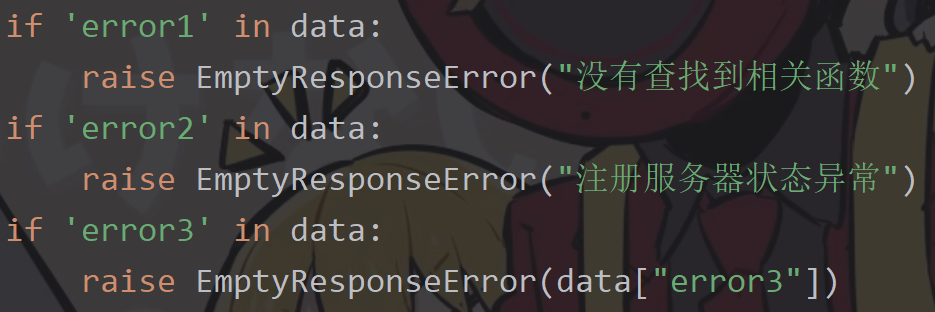 if 'error1' in data:
    raise EmptyResponseError("没有查找到相关函数")
if 'error2' in data:
    raise EmptyResponseError("注册服务器状态异常")
if 'error3' in data:
    raise EmptyResponseError(data["error3"])